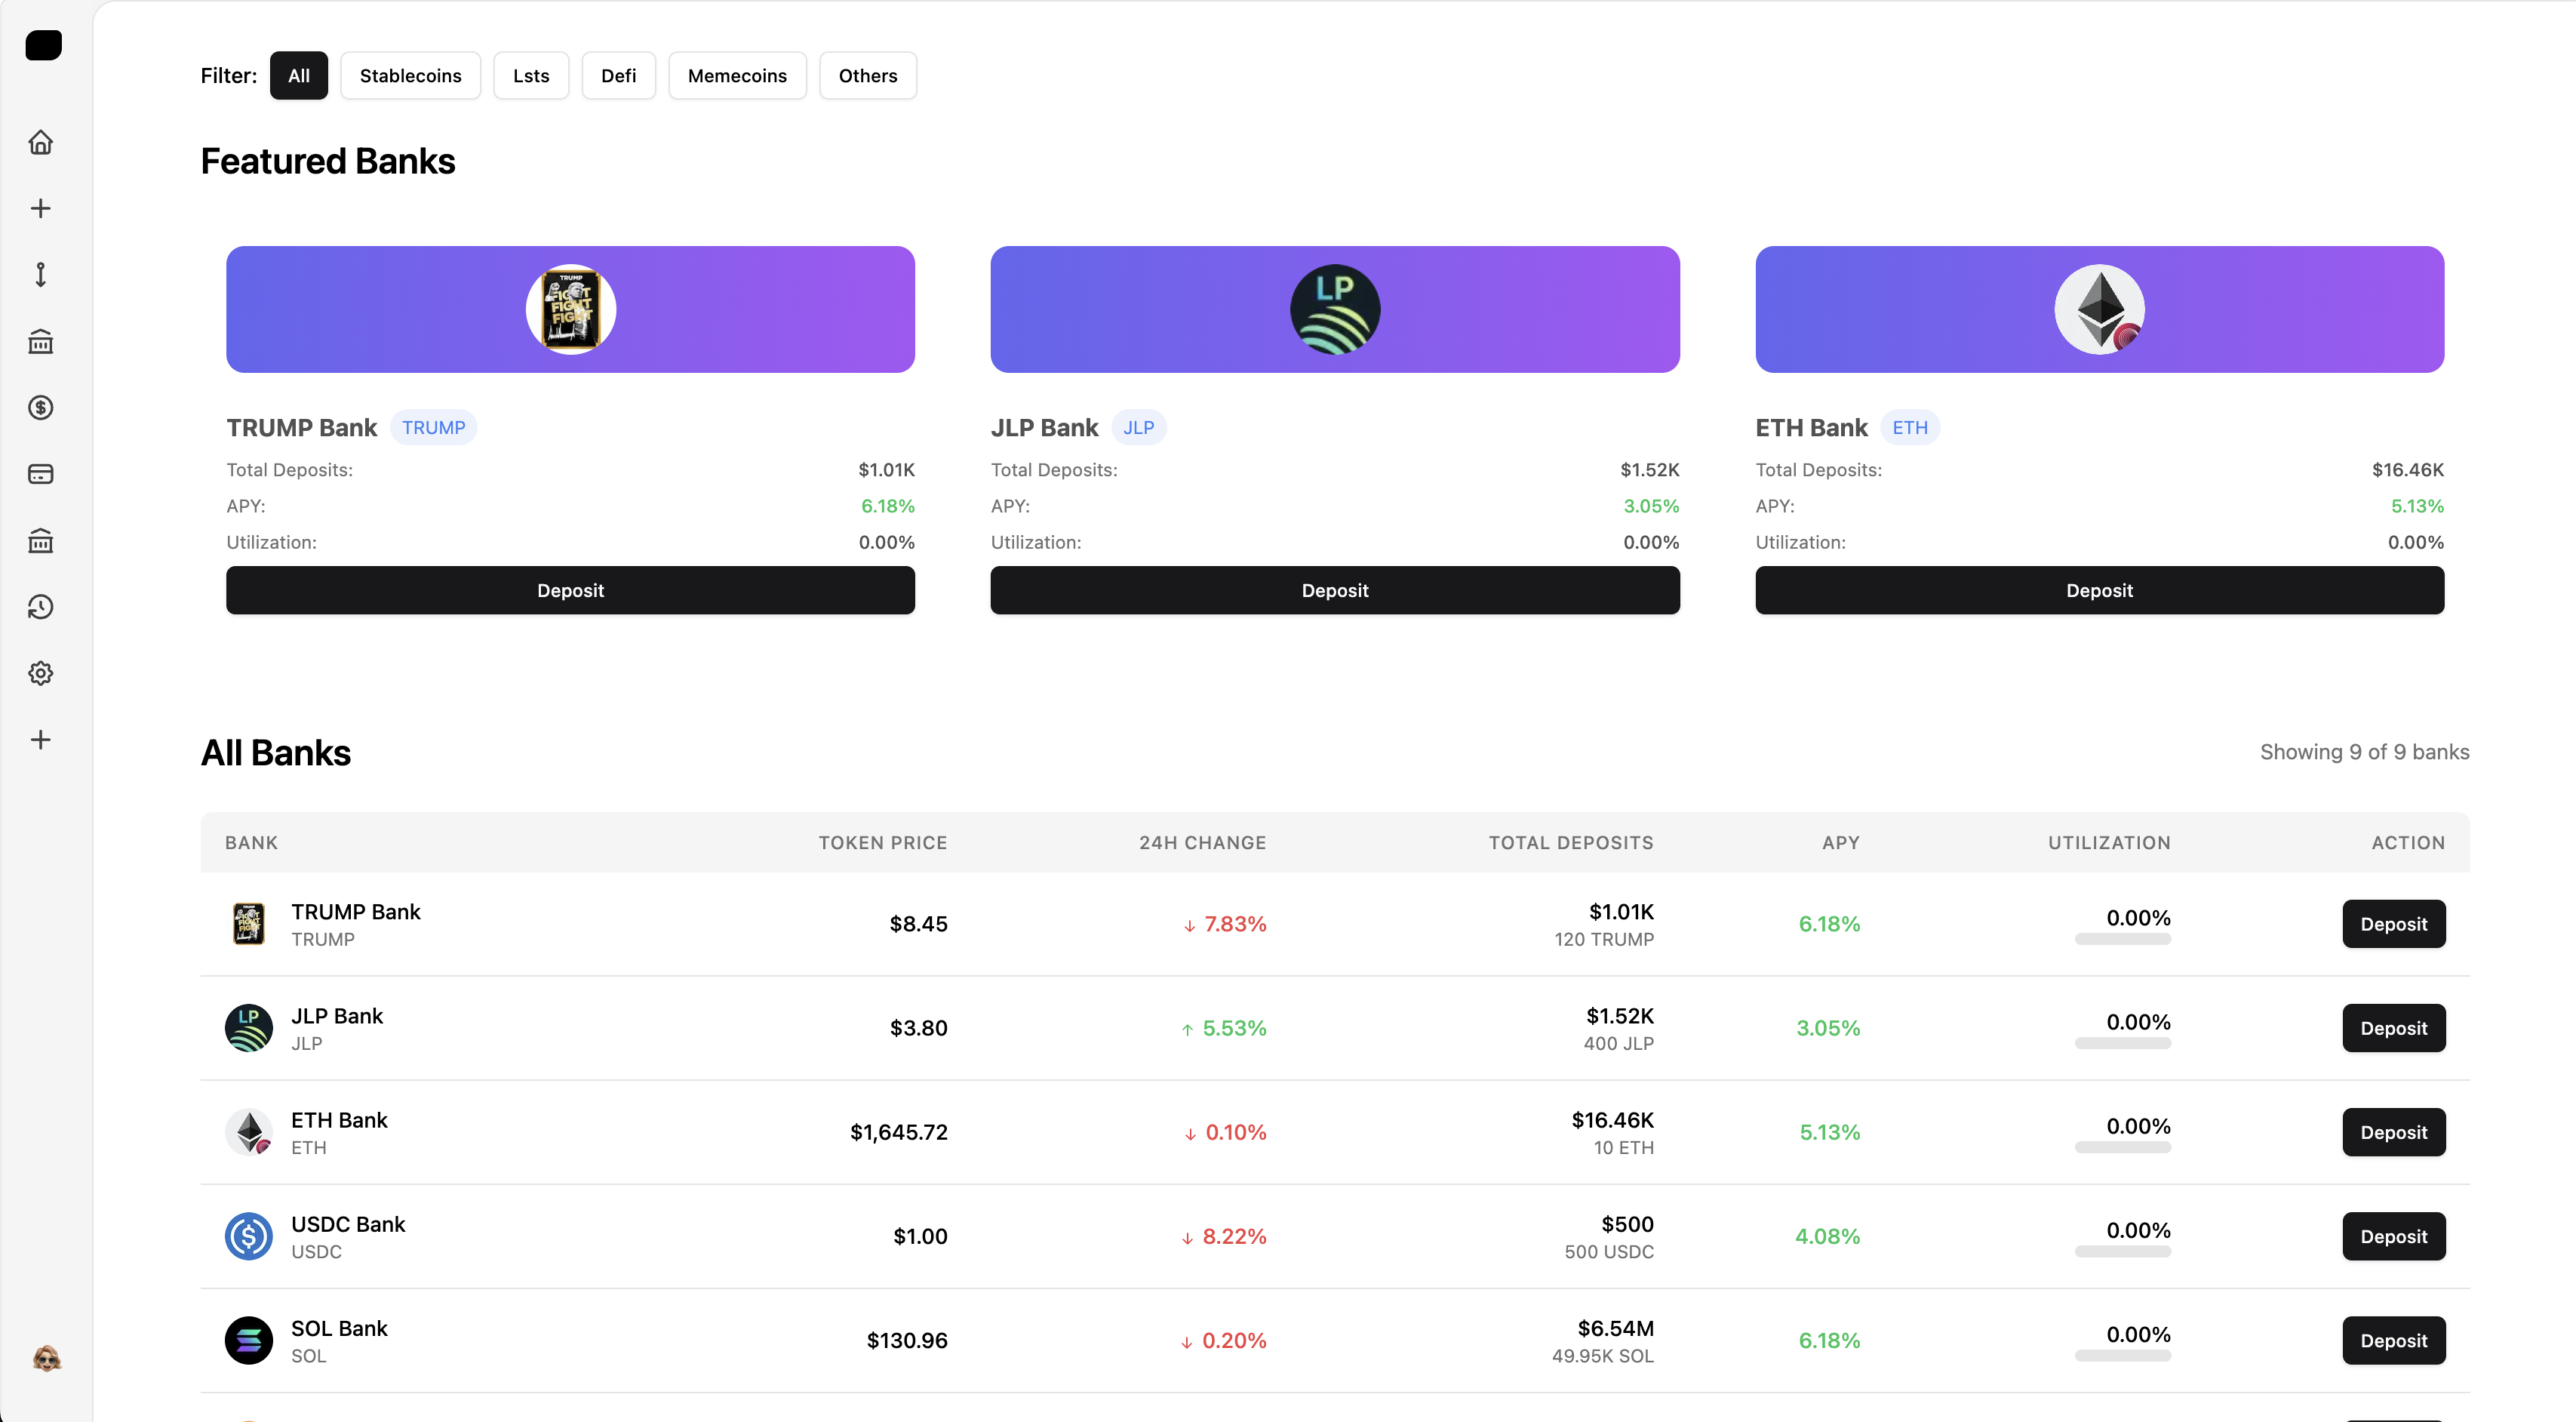 Filter: All Stablecoins Lsts Defi Memecoins Others
Featured Banks
TRUMP
FIGHT
FIGHT
FIGHT
LP
TRUMP Bank TRUMP
Total Deposits: $1.01K
APY: 6.18%
Utilization: 0.00%
Deposit
JLP Bank JLP
Total Deposits: $1.52K
APY: 3.05%
Utilization: 0.00%
Deposit
ETH Bank ETH
Total Deposits: $16.46K
APY: 5.13%
Utilization: 0.00%
Deposit
All Banks
Showing 9 of 9 banks
BANK TOKEN PRICE 24H CHANGE TOTAL DEPOSITS APY UTILIZATION ACTION
TRUMP Bank $8.45 ↓ 7.83% $1.01K 6.18% 0.00% Deposit
TRUMP 120 TRUMP
LP
JLP Bank $3.80 ↑ 5.53% $1.52K 3.05% 0.00% Deposit
JLP 400 JLP
ETH Bank $1,645.72 ↓ 0.10% $16.46K 5.13% 0.00% Deposit
ETH 10 ETH
USDC Bank $1.00 ↓ 8.22% $500 4.08% 0.00% Deposit
USDC 500 USDC
SOL Bank $130.96 ↓ 0.20% $6.54M 6.18% 0.00% Deposit
SOL 49.95K SOL